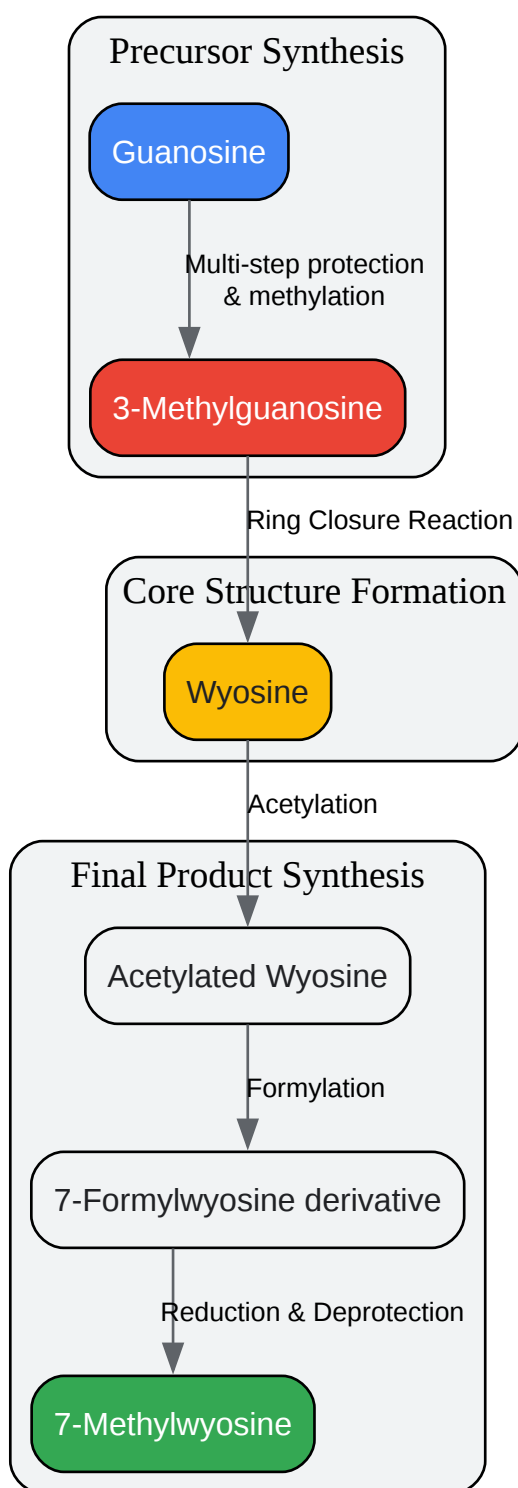 Precursor Synthesis
Guanosine
Multi-step protection
& methylation
3-Methylguanosine
Ring Closure Reaction
Core Structure Formation
Wyosine
Acetylation
Final Product Synthesis
Acetylated Wyosine
Formylation
7-Formylwyosine derivative
Reduction & Deprotection
7-Methylwyosine